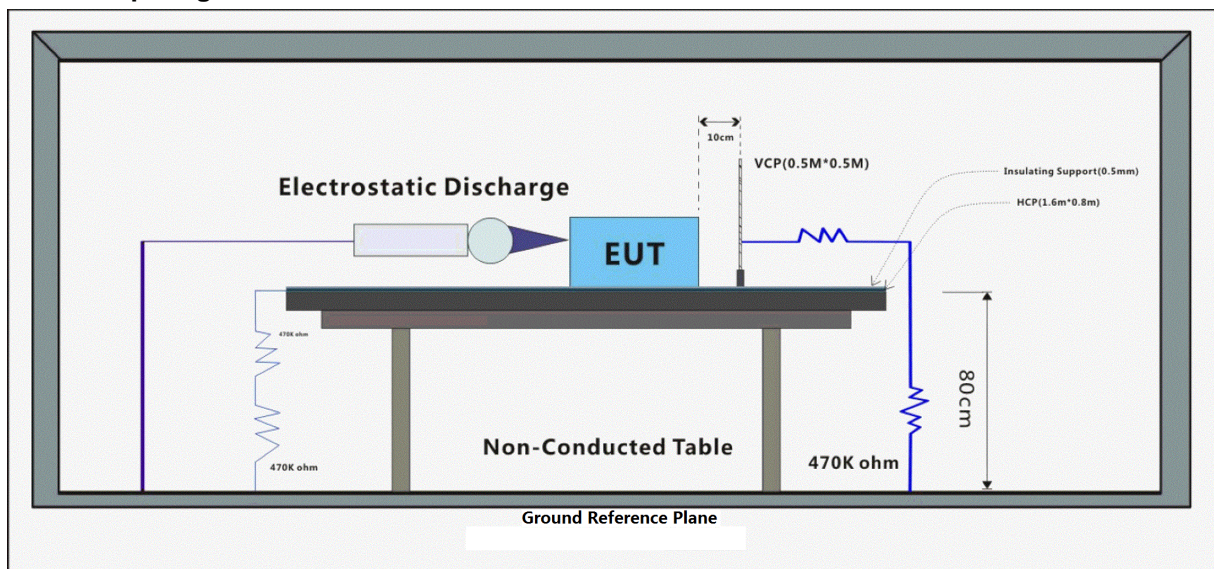 10cm
VCP(0.5M*0.5M)
Insulating Support(0.5mm)
Electrostatic Discharge
HCP(1.6m*0.8m)
EUT
470K ohm
80cm
Non-Conducted Table
470K ohm
470K ohm
Ground Reference Plane